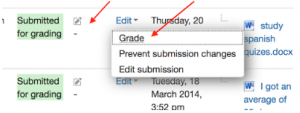 Submitted for grading
-
Edit
Thursday, 20
study spanish quizes.docx
Grade
Prevent submission changes
Edit submission
Submitted for grading
-
Edit
Tuesday, 18 March 2014, 3:52 pm
I got an average of